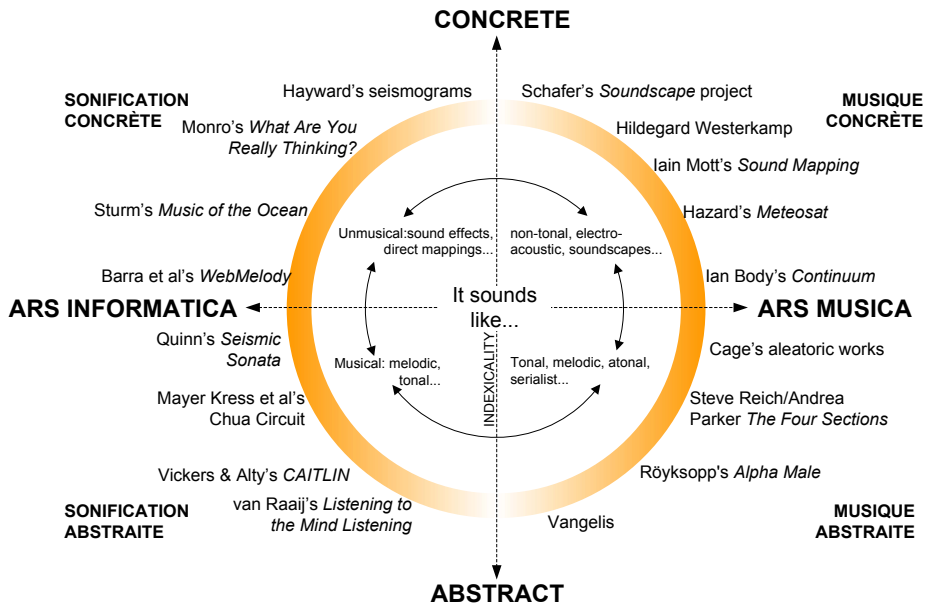 CONCRETE
SONIFICATION
CONCRÈTE
Hayward's seismograms
Schafer's Soundscape project
MUSIQUE
CONCRÈTE
Monro's What Are You
Really Thinking?
Hildegard Westerkamp
Iain Mott's Sound Mapping
Sturm's Music of the Ocean
Hazard's Meteosat
Unmusical:sound effects,
direct mappings...
non-tonal, electro-
acoustic, soundscapes...
Barra et al's WebMelody
Ian Body's Continuum
ARS INFORMATICA
It sounds
like...
ARS MUSICA
Quinn's Seismic
Sonata
Musical: melodic,
tonal...
INDEXICALITY
Tonal, melodic, atonal,
serialist...
Cage's aleatoric works
Mayer Kress et al's
Chua Circuit
Steve Reich/Andrea
Parker The Four Sections
Vickers & Alty's CAITLIN
Röyksopp's Alpha Male
SONIFICATION
ABSTRAITE
van Raaij's Listening to
the Mind Listening
Vangelis
MUSIQUE
ABSTRAITE
ABSTRACT